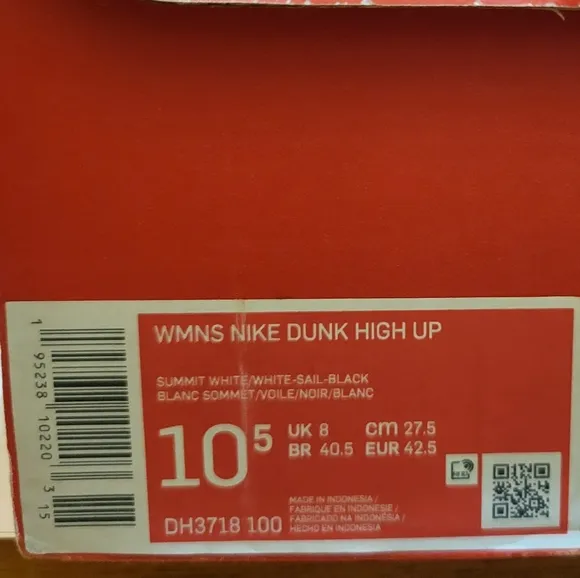 WMNS NIKE DUNK HIGH UP
SUMMIT WHITE/WHITE-SAIL-BLACK
BLANC SOMMET/VOILE/NOIR/BLANC
10⁵
UK 8 cm 27.5
BR 40.5 EUR 42.5
MADE IN INDONESIA /
FABRIQUE EN INDONESIE /
FABRICADO NA INDONÉSIA /
HECHO EN INDONESIA
DH3718 100
1 95238 10220 3 15